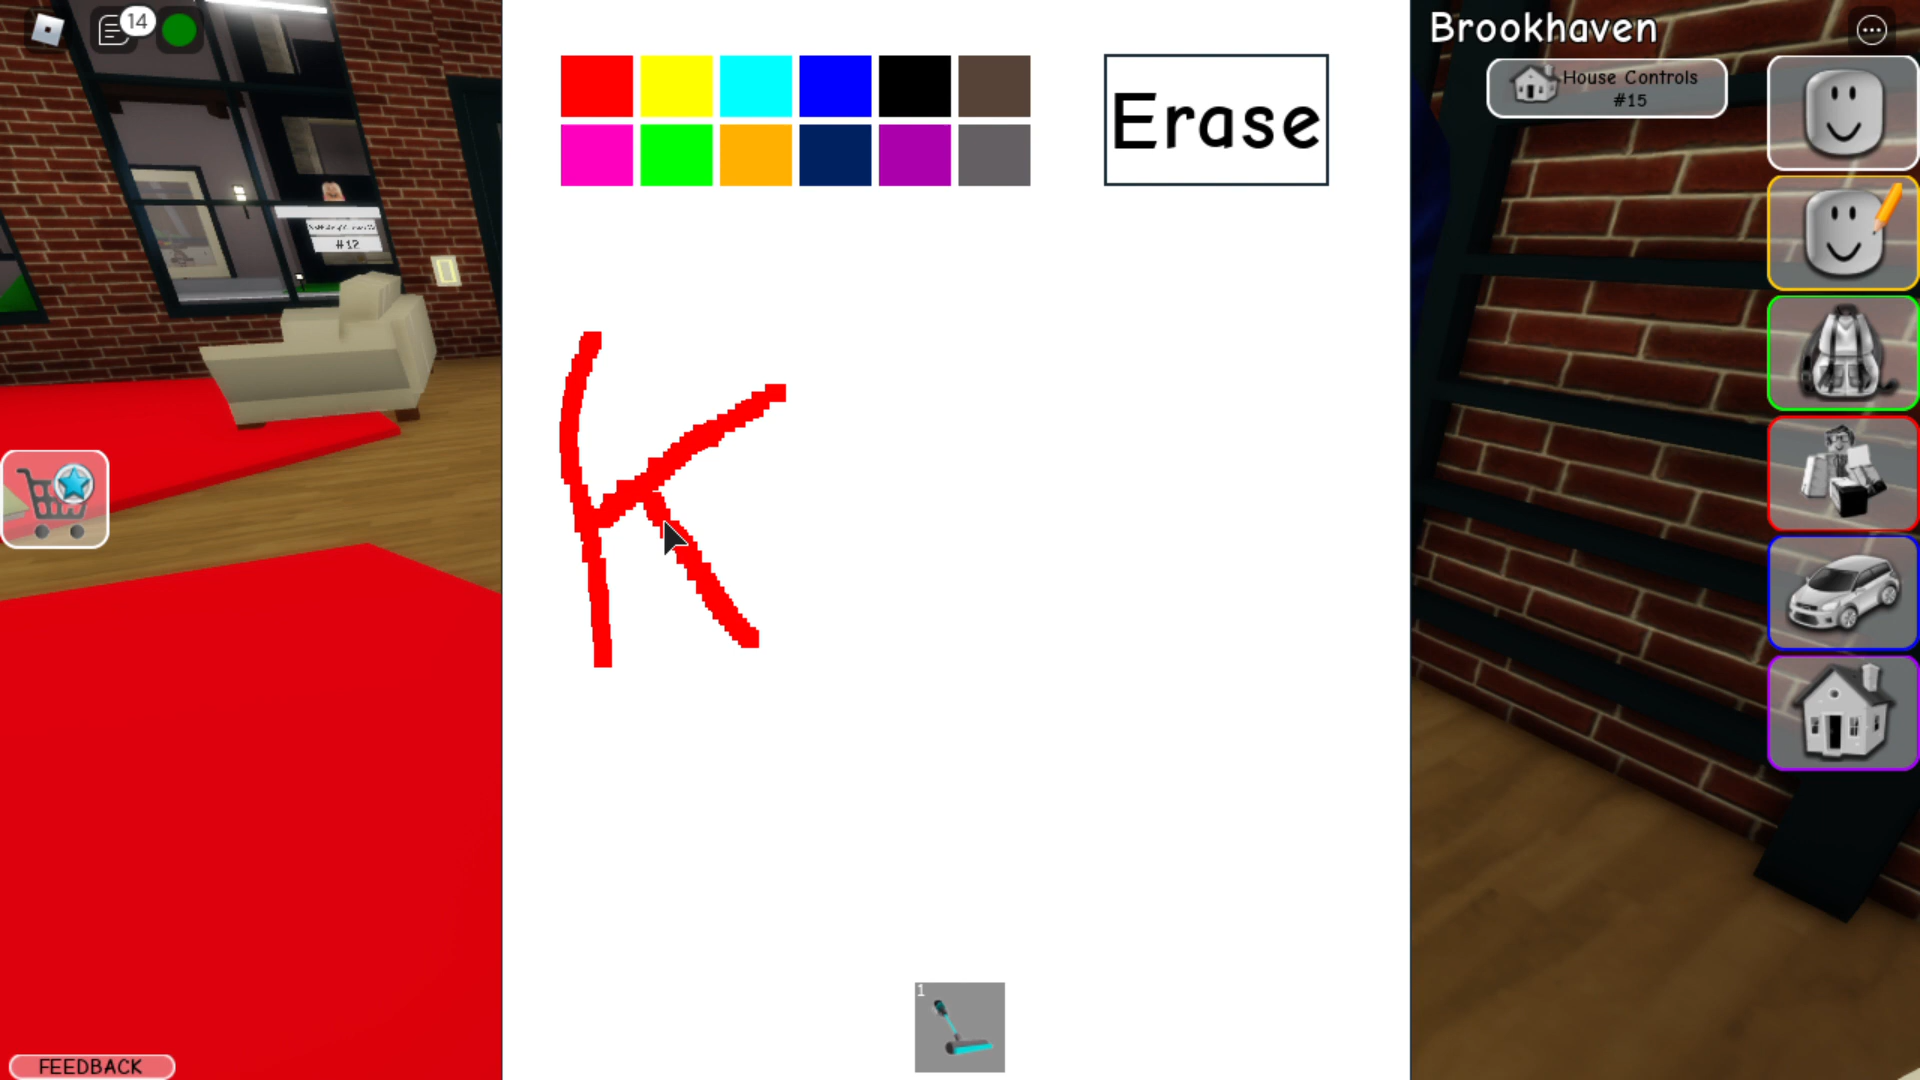 14
Brookhaven
House Controls
#15
Erase
#12
K
1
FEEDBACK